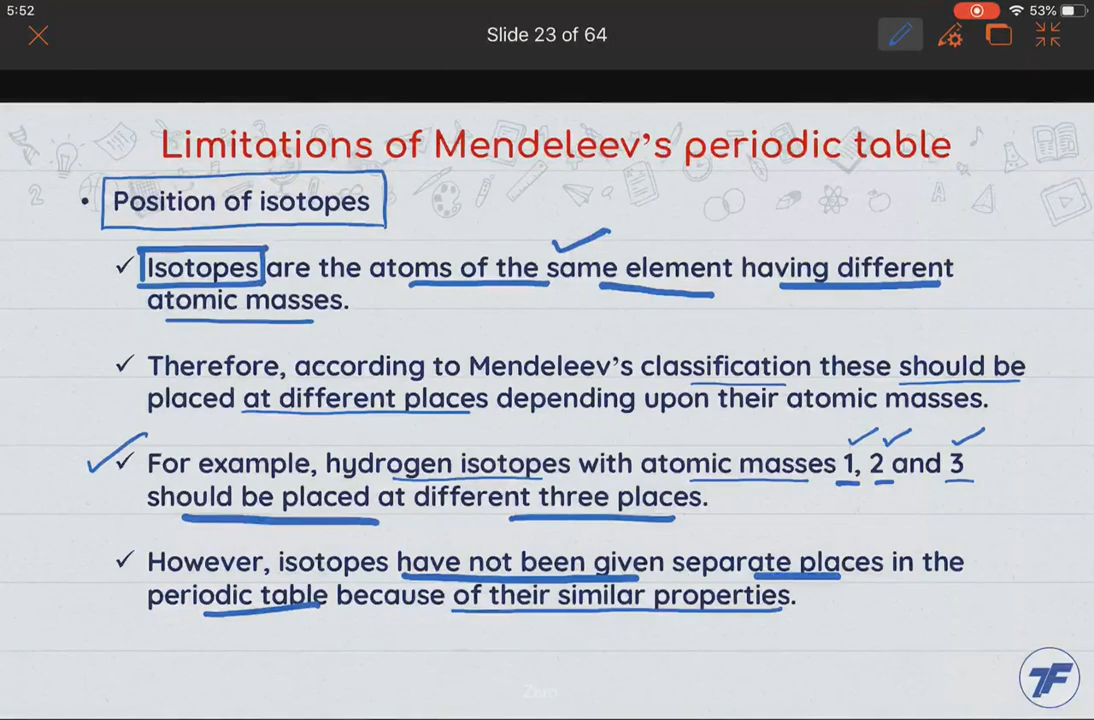 5:52
53%
Slide 23 of 64
Limitations of Mendeleev's periodic table
• Position of isotopes
✓ Isotopes are the atoms of the same element having different
atomic masses.
✓ Therefore, according to Mendeleev's classification these should be
placed at different places depending upon their atomic masses.
✓ For example, hydrogen isotopes with atomic masses 1, 2 and 3
should be placed at different three places.
✓ However, isotopes have not been given separate places in the
periodic table because of their similar properties.
Zero